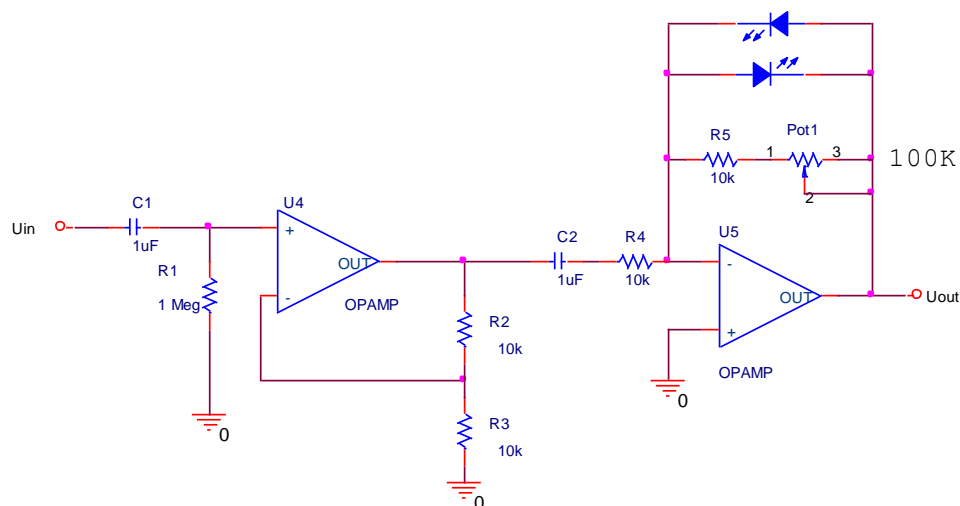 R5
Pot1
1
3
100K
10k
2
C1
U4
Uin
+
1uF
OUT
R1
1 Meg
-
OPAMP
C2
R4
U5
-
1uF
10k
OUT
Uout
R2
10k
+
OPAMP
0
0
R3
10k
0